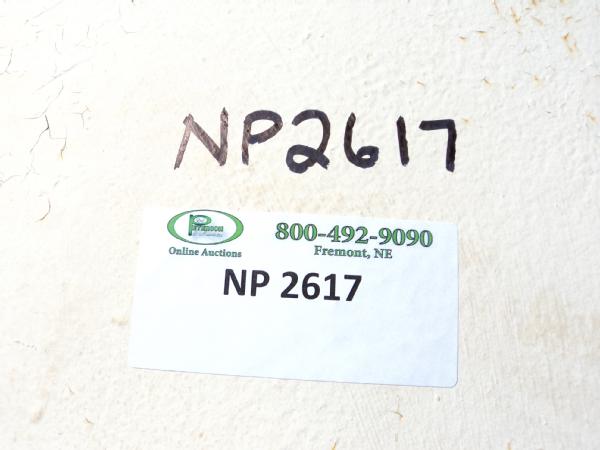 NP2617
800-492-9090
Fremont, NE
Online Auctions
NP 2617